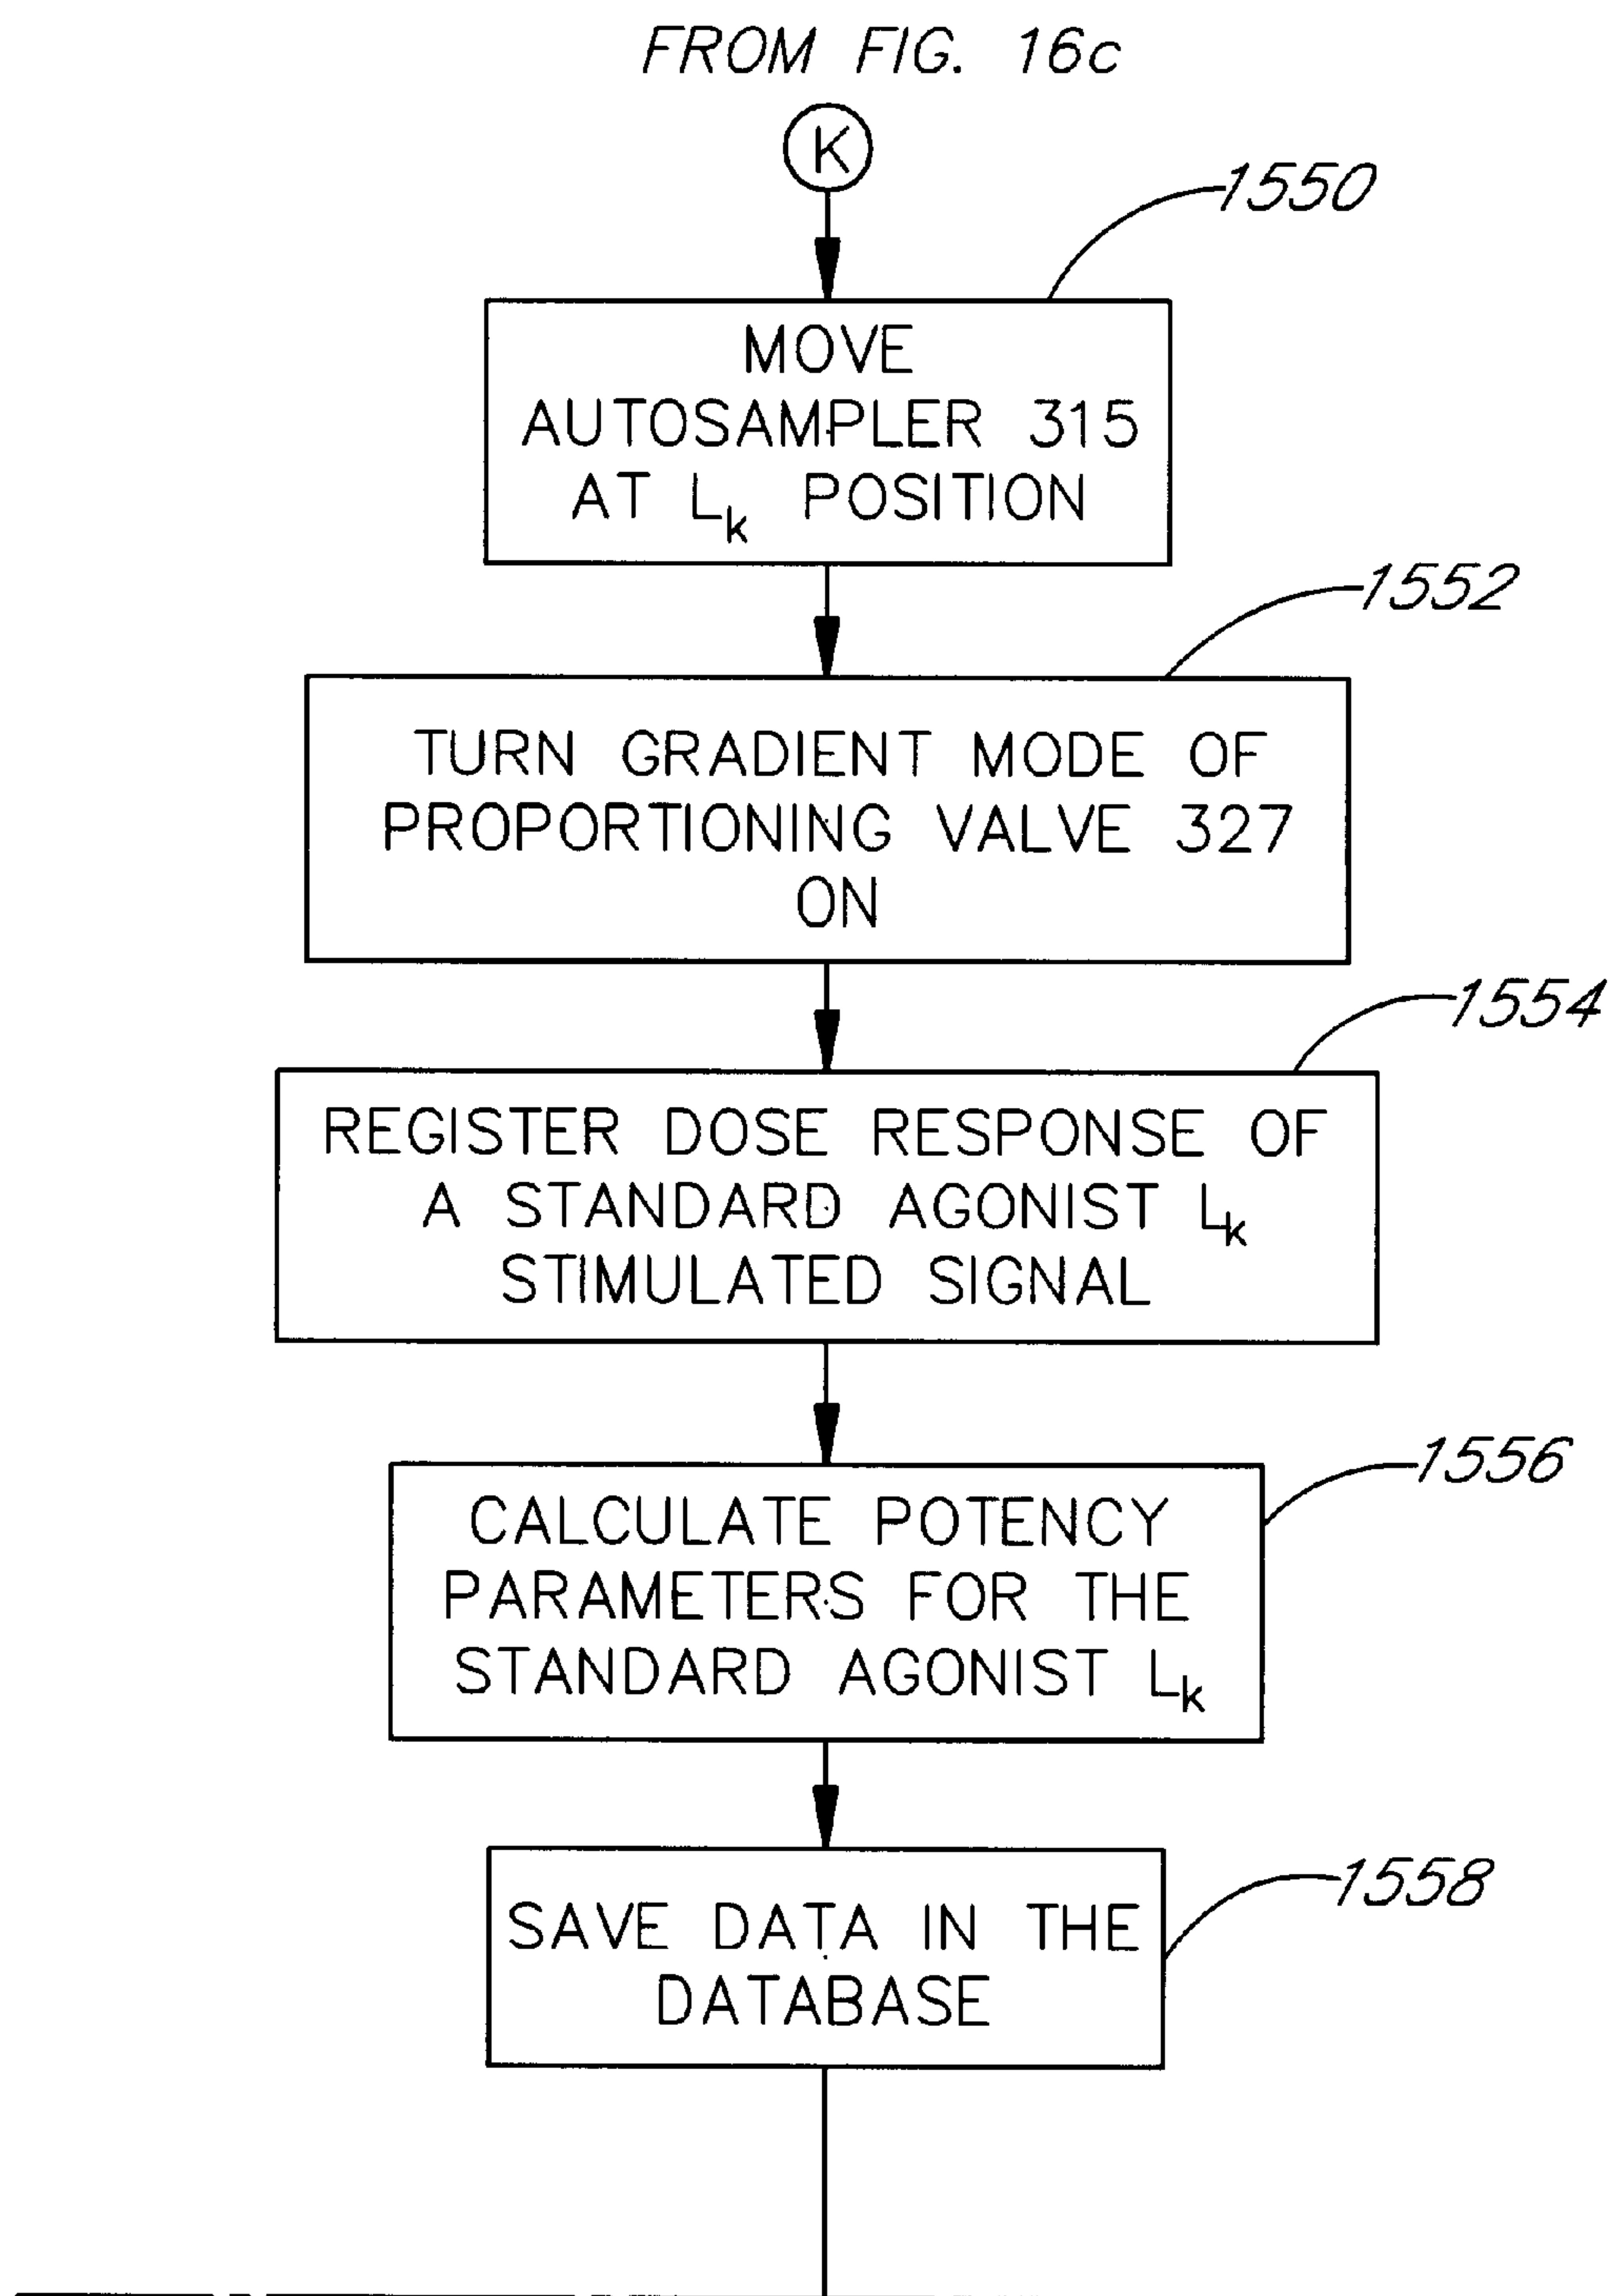 FROM FIG. 16c
K
1550
MOVE
AUTOSAMPLER 315
AT Lk POSITION
1552
TURN GRADIENT MODE OF
PROPORTIONING VALVE 327
ON
1554
REGISTER DOSE RESPONSE OF
A STANDARD AGONIST Lk
STIMULATED SIGNAL
1556
CALCULATE POTENCY
PARAMETERS FOR THE
STANDARD AGONIST Lk
1558
SAVE DATA IN THE
DATABASE